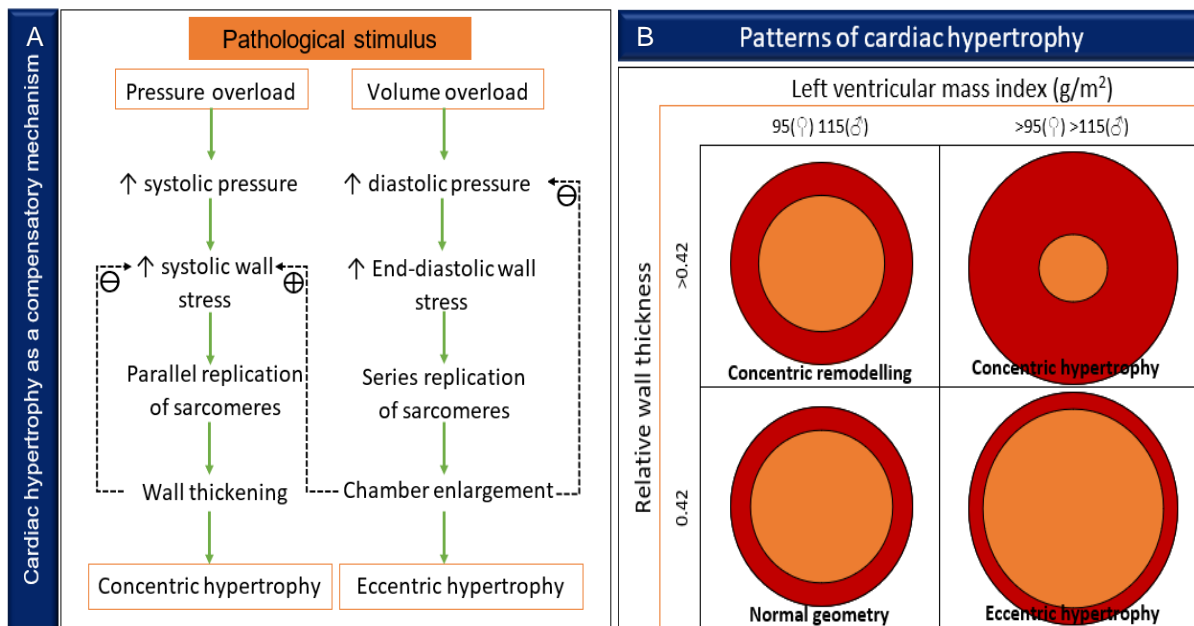 A
Cardiac hypertrophy as a compensatory mechanism
Pathological stimulus
Pressure overload
Volume overload
↑ systolic pressure
↑ diastolic pressure
⊖
↑ systolic wall
stress
⊖
⊕
↑ End-diastolic wall
stress
Parallel replication
of sarcomeres
Series replication
of sarcomeres
Wall thickening
Chamber enlargement
Concentric hypertrophy
Eccentric hypertrophy
B
Patterns of cardiac hypertrophy
Left ventricular mass index (g/m²)
95(♀) 115(♂)
>95(♀) >115(♂)
Relative wall thickness
>0.42
Concentric remodelling
Concentric hypertrophy
0.42
Normal geometry
Eccentric hypertrophy